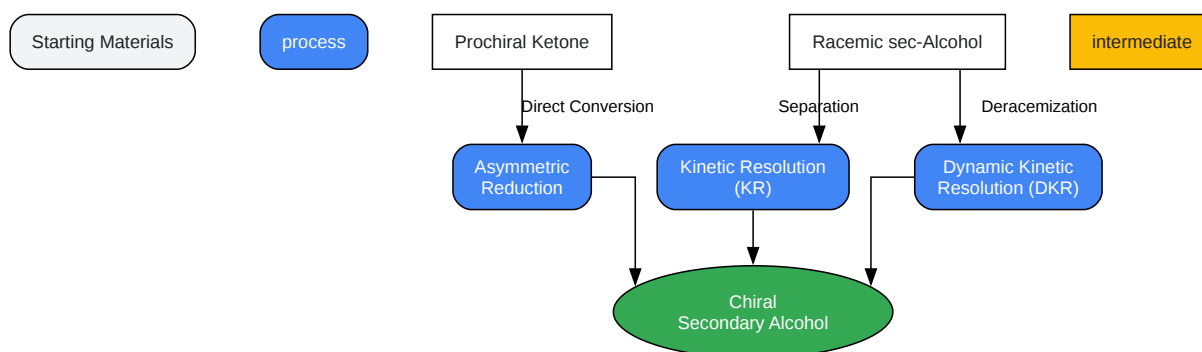 Starting Materials
process
Prochiral Ketone
Racemic sec-Alcohol
intermediate
Direct Conversion
Separation
Deracemization
Asymmetric
Reduction
Kinetic Resolution
(KR)
Dynamic Kinetic
Resolution (DKR)
Chiral
Secondary Alcohol